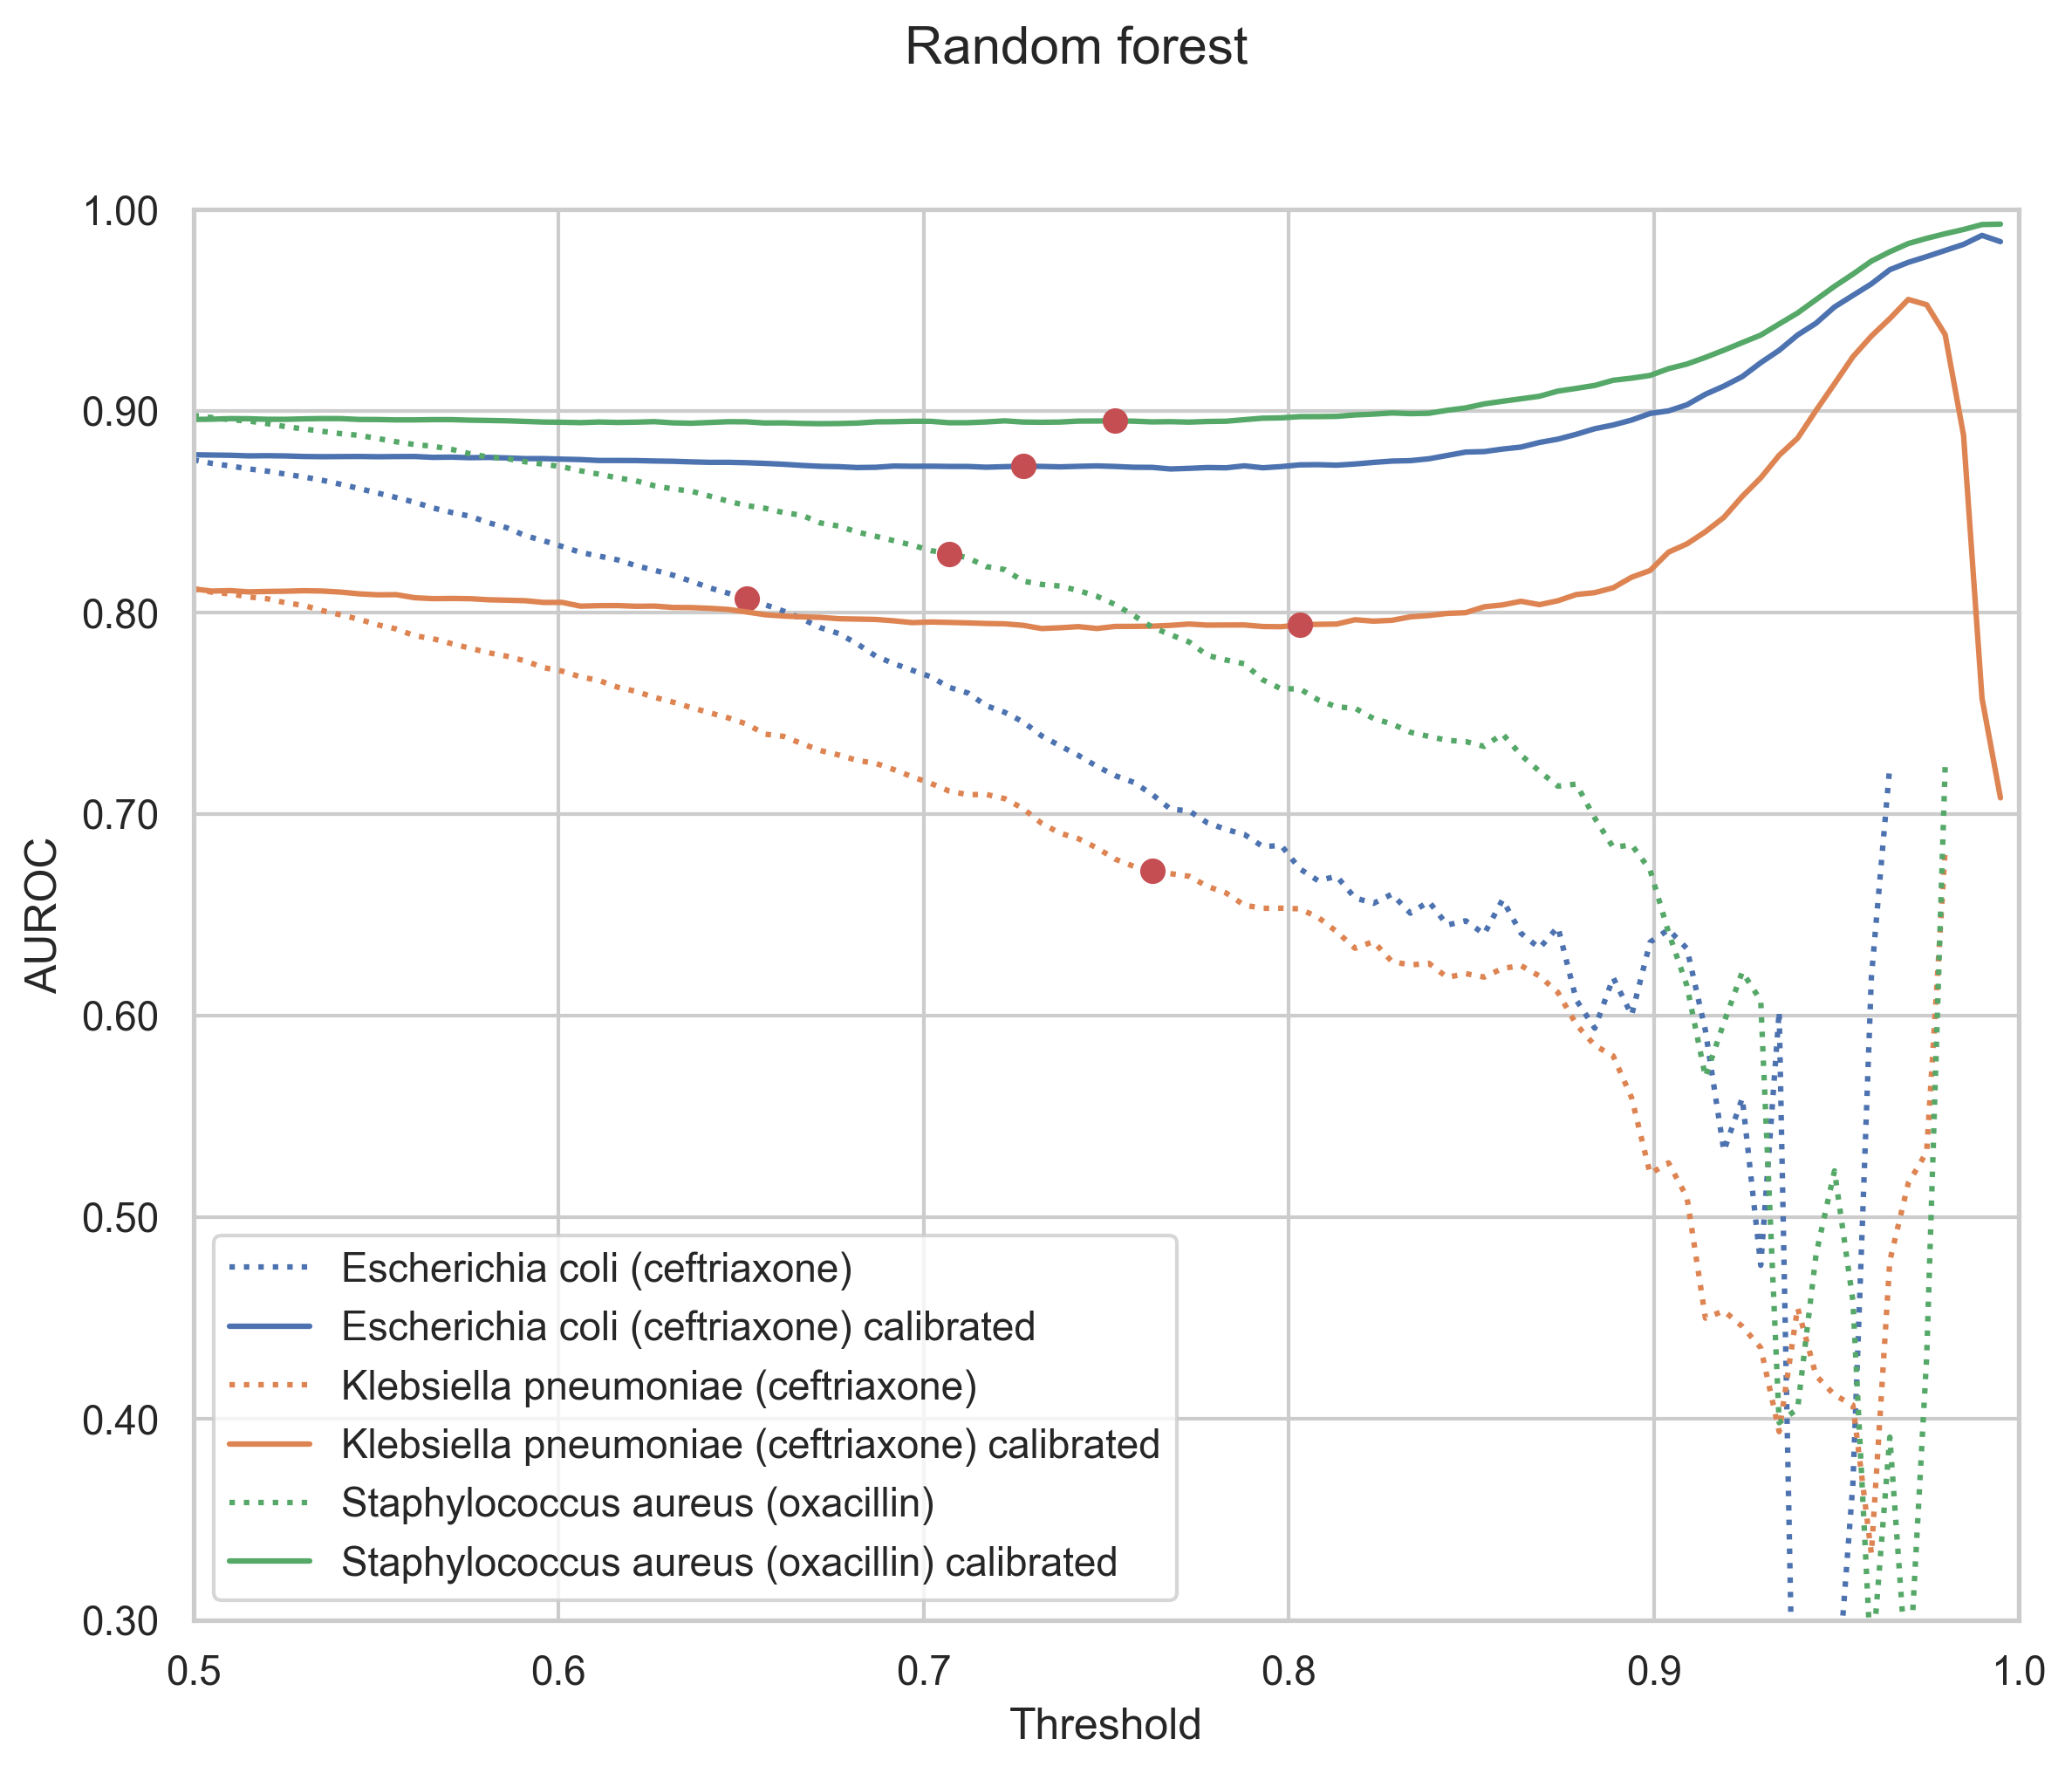 Random forest
1.00
0.90
0.80
0.70
0.60
0.50
0.40
0.30
AUROC
Escherichia coli (ceftriaxone)
Escherichia coli (ceftriaxone) calibrated
Klebsiella pneumoniae (ceftriaxone)
Klebsiella pneumoniae (ceftriaxone) calibrated
Staphylococcus aureus (oxacillin)
Staphylococcus aureus (oxacillin) calibrated
0.5 0.6 0.7 0.8 0.9 1.0
Threshold